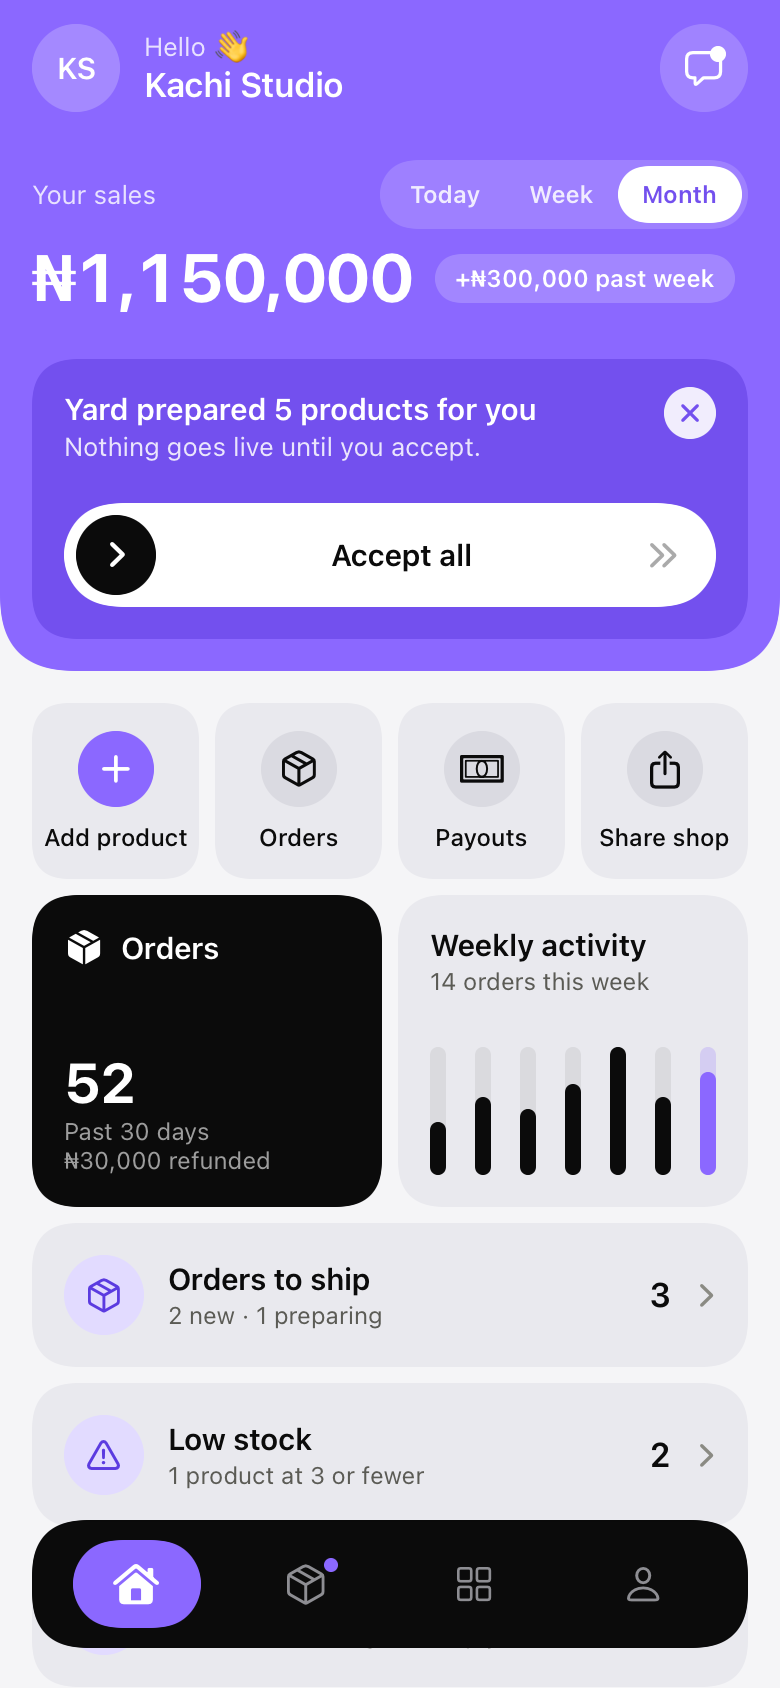 KS
Hello 👋
Kachi Studio
Your sales
Today Week Month
₦1,150,000
+₦300,000 past week
Yard prepared 5 products for you
Nothing goes live until you accept.
Accept all
Add product
Orders
Payouts
Share shop
Orders
52
Past 30 days
₦30,000 refunded
Weekly activity
14 orders this week
Orders to ship
2 new · 1 preparing
3
Low stock
1 product at 3 or fewer
2